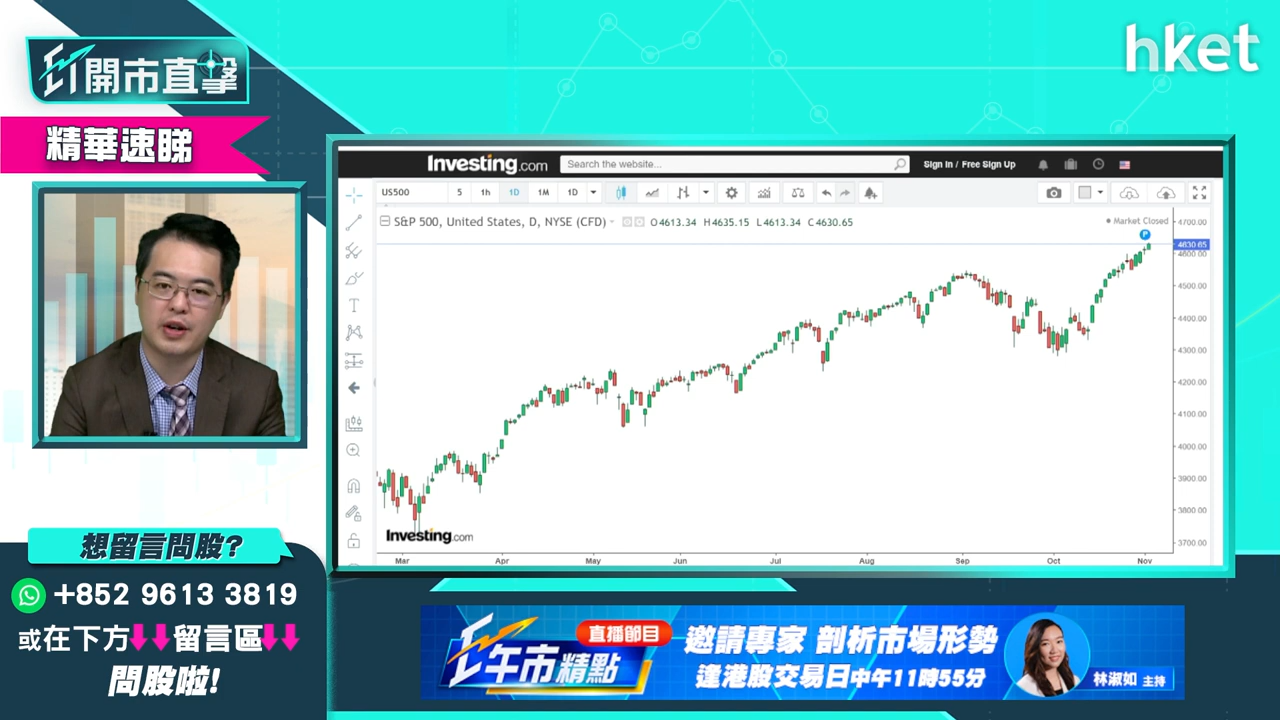 hket
ET開市直擊
精華速睇
Investing.com
Search the website...
Sign In / Free Sign Up
US500
5
1h
1D
1M
1D
S&P 500, United States, D, NYSE (CFD)
O4613.34 H4635.15 L4613.34 C4630.65
Market Closed
P
4700.00
4630.65
4600.00
4500.00
4400.00
4300.00
4200.00
4100.00
4000.00
3900.00
3800.00
3700.00
Investing.com
Mar Apr May Jun Jul Aug Sep Oct Nov
想留言問股?
+852 9613 3819
或在下方⬇⬇留言區⬇⬇
問股啦!
ET午市精點
直播節目
邀請專家 剖析市場形勢
逢港股交易日中午11時55分
林淑如 主持